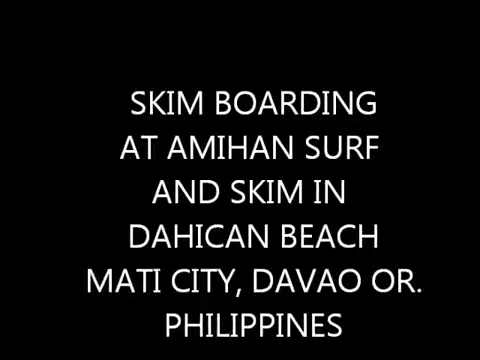 SKIM BOARDING
AT AMIHAN SURF
AND SKIM IN
DAHICAN BEACH
MATI CITY, DAVAO OR.
PHILIPPINES